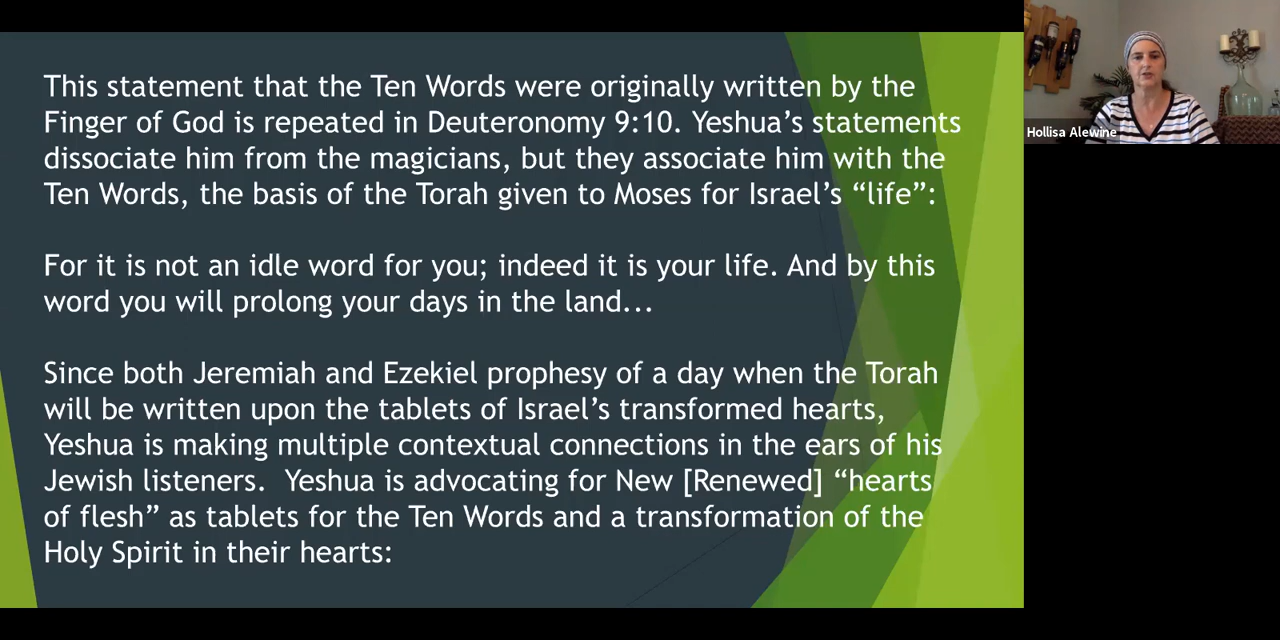 This statement that the Ten Words were originally written by the
Finger of God is repeated in Deuteronomy 9:10. Yeshua’s statements
dissociate him from the magicians, but they associate him with the
Ten Words, the basis of the Torah given to Moses for Israel’s “life”:
For it is not an idle word for you; indeed it is your life. And by this
word you will prolong your days in the land...
Since both Jeremiah and Ezekiel prophesy of a day when the Torah
will be written upon the tablets of Israel’s transformed hearts,
Yeshua is making multiple contextual connections in the ears of his
Jewish listeners.  Yeshua is advocating for New [Renewed] “hearts
of flesh” as tablets for the Ten Words and a transformation of the
Holy Spirit in their hearts:
Hollisa Alewine